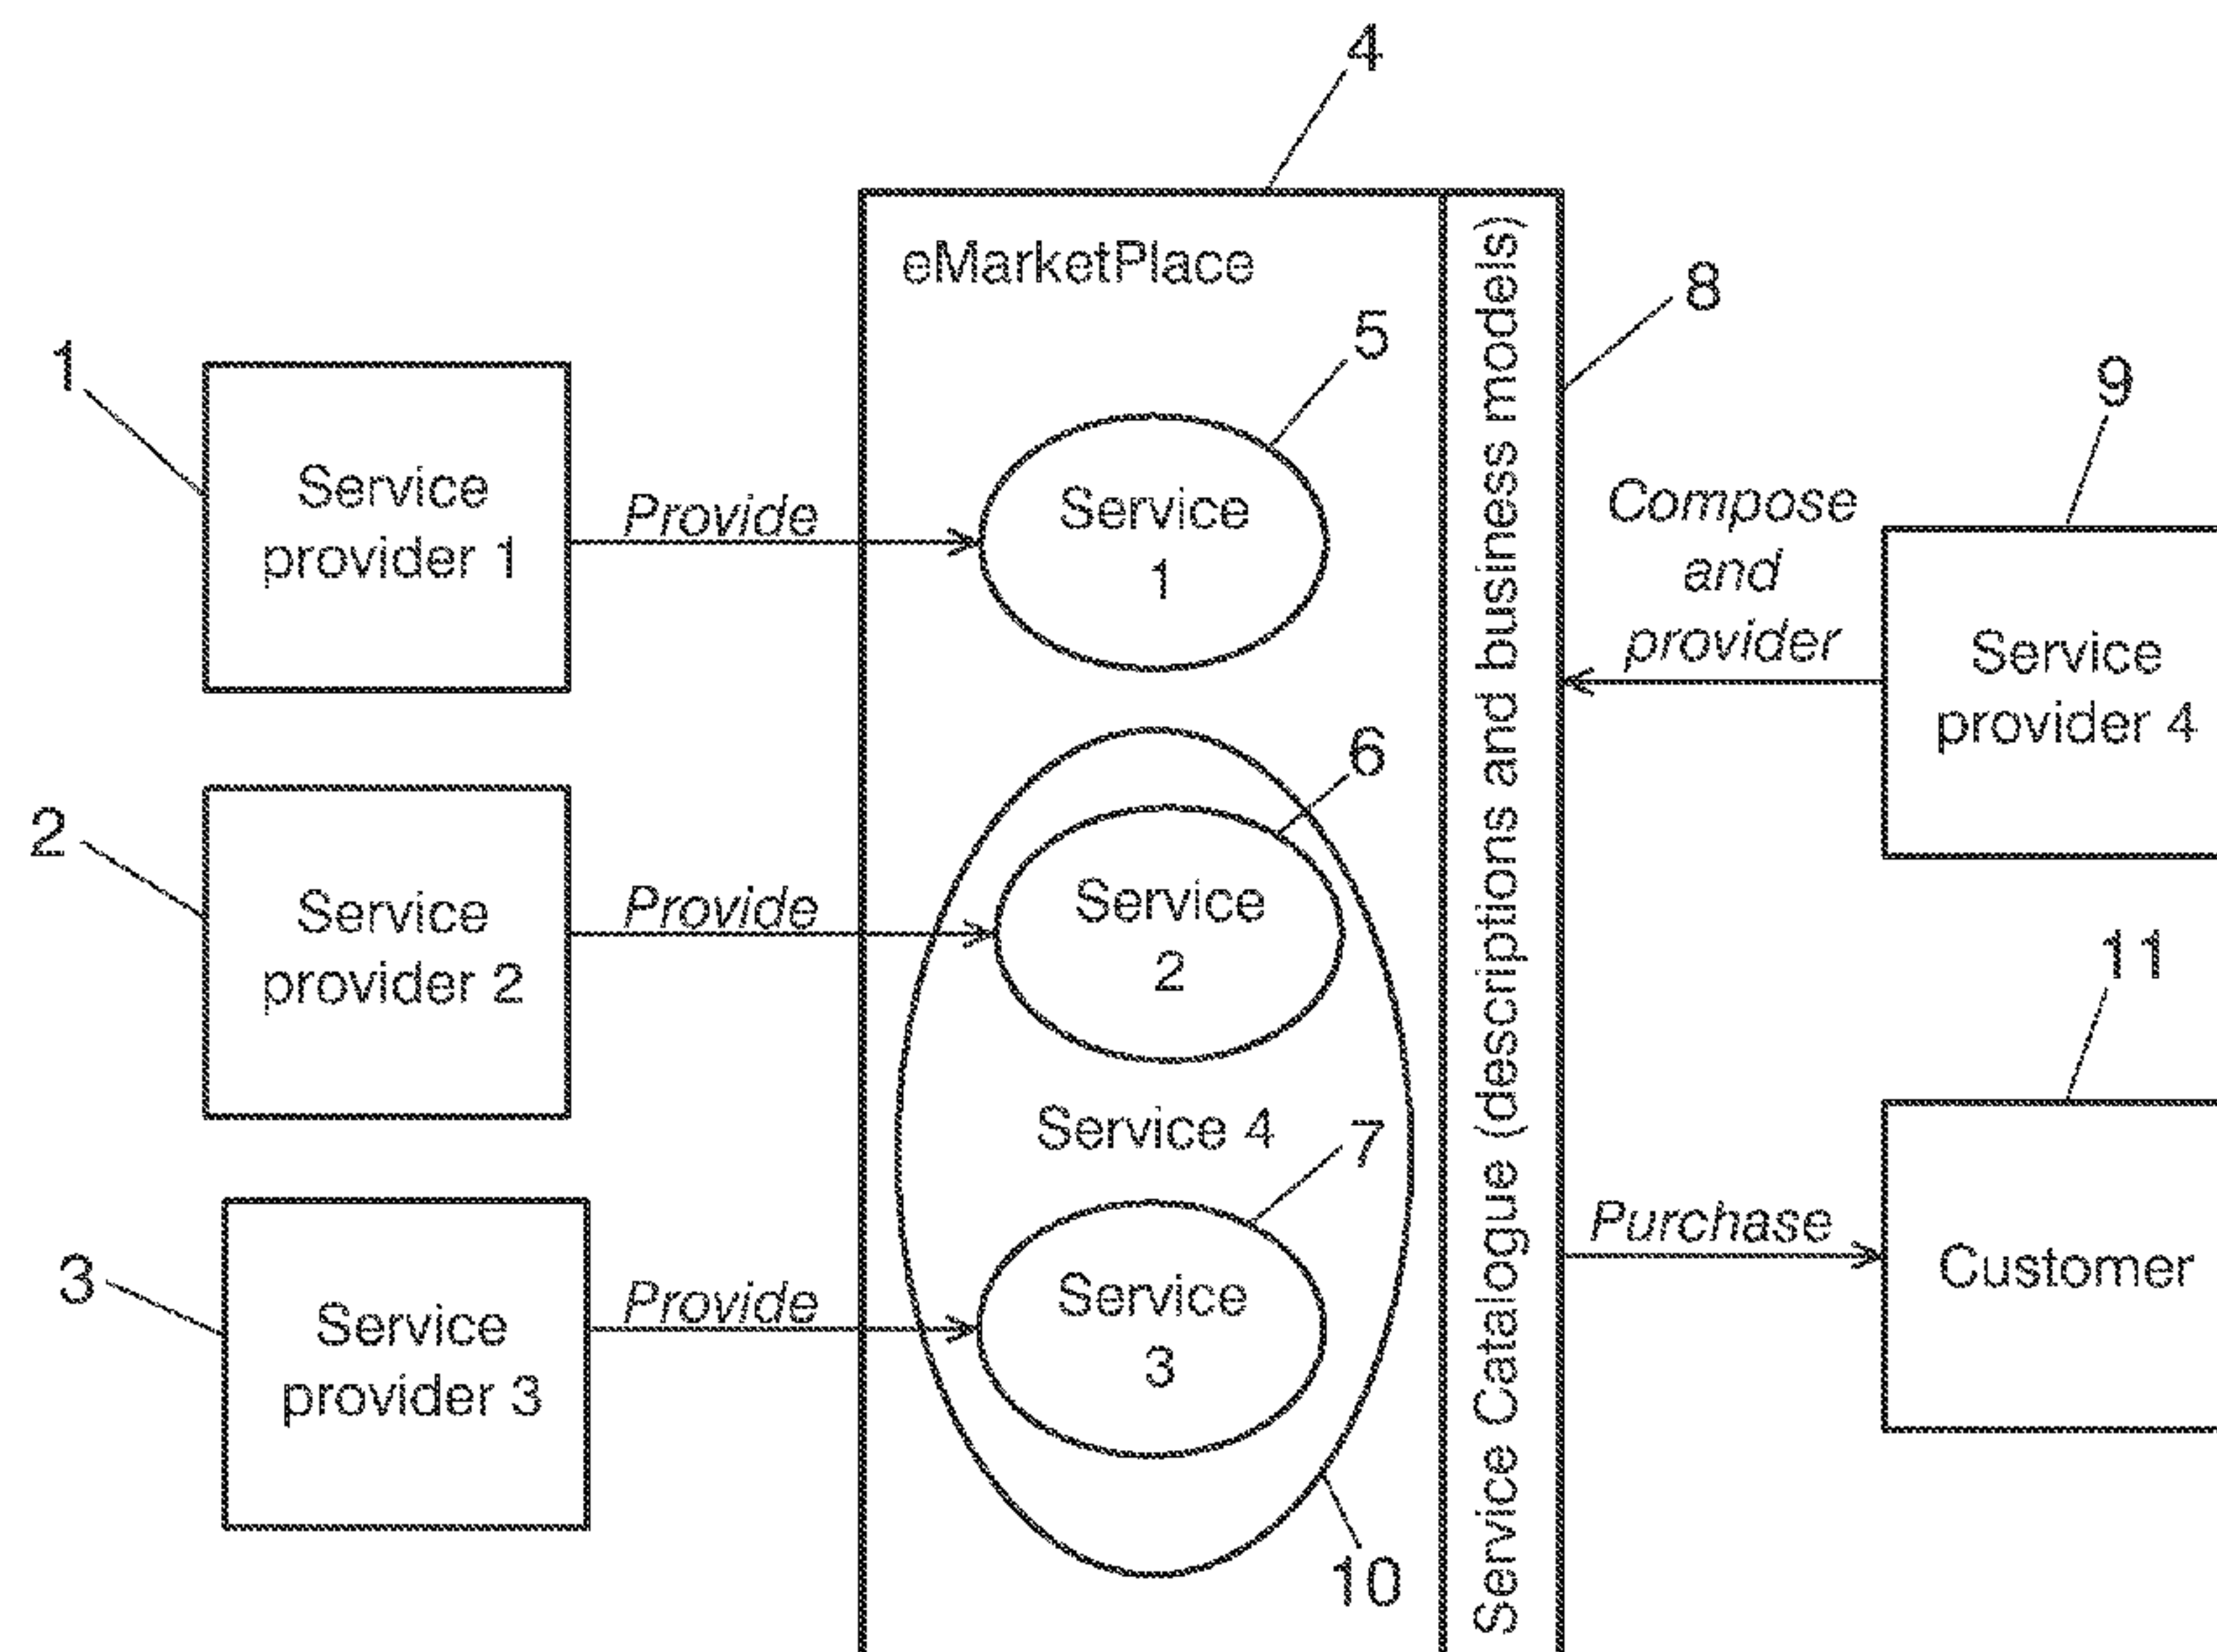 4
eMarketPlace
Service Catalogue (descriptions and business models)
8
1
Service
provider 1
Provide
5
Service
1
Compose
and
provider
9
Service
provider 4
2
Service
provider 2
Provide
6
Service
2
Service 4
11
3
Service
provider 3
Provide
7
Service
3
10
Purchase
Customer